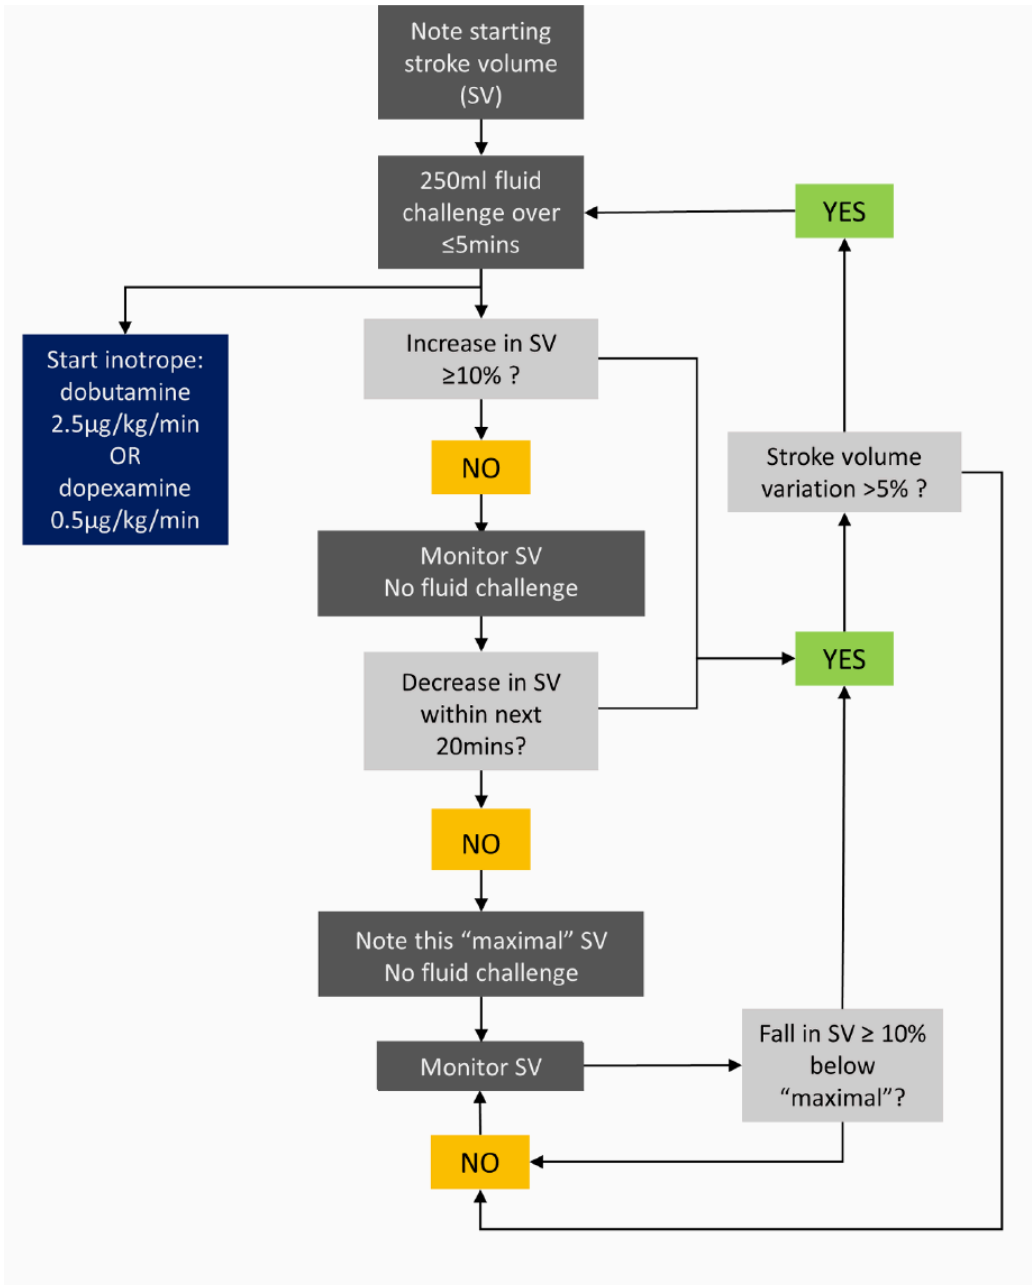 Note starting
stroke volume
(SV)
250ml fluid
challenge over
≤5mins
YES
Start inotrope:
dobutamine
2.5µg/kg/min
OR
dopexamine
0.5µg/kg/min
Increase in SV
≥10% ?
NO
Stroke volume
variation >5% ?
Monitor SV
No fluid challenge
YES
Decrease in SV
within next
20mins?
NO
Note this “maximal” SV
No fluid challenge
Monitor SV
Fall in SV ≥ 10%
below
“maximal”?
NO